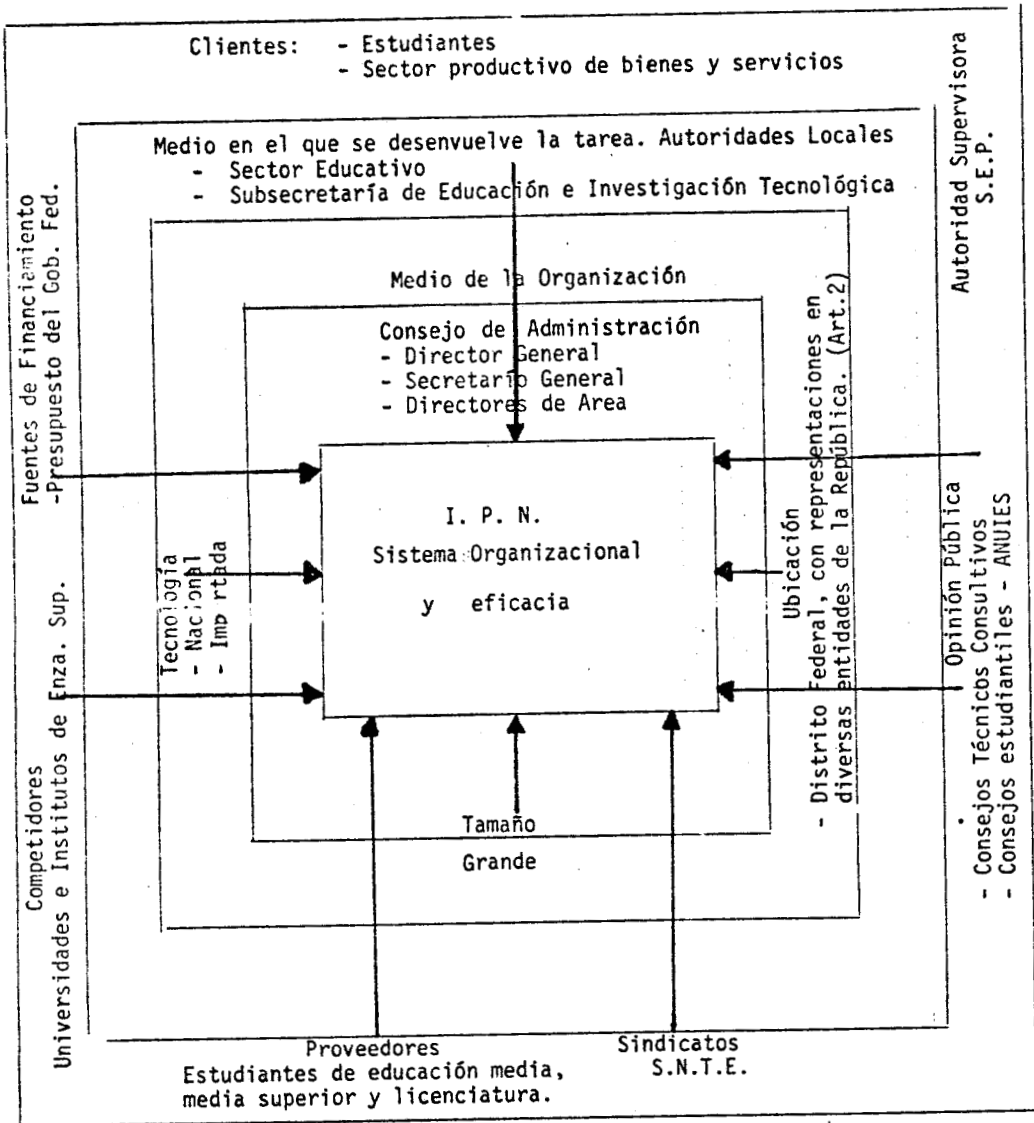 Clientes: - Estudiantes
- Sector productivo de bienes y servicios
Medio en el que se desenvuelve la tarea. Autoridades Locales
- Sector Educativo
- Subsecretaría de Educación e Investigación Tecnológica
Medio de la Organización
Consejo de Administración
- Director General
- Secretario General
- Directores de Area
I. P. N.
Sistema Organizacional
y eficacia
Tamaño
Grande
Proveedores
Estudiantes de educación media,
media superior y licenciatura.
Sindicatos
S.N.T.E.
Fuentes de Financiamiento
-Presupuesto del Gob. Fed.
Competidores
Universidades e Institutos de Enza. Sup.
Tecnología
- Nacional
- Importada
Ubicación
- Distrito Federal, con representaciones en
diversas entidades de la República. (Art.2)
Autoridad Supervisora
S.E.P.
Opinión Pública
- Consejos Técnicos Consultivos
- Consejos estudiantiles - ANUIES